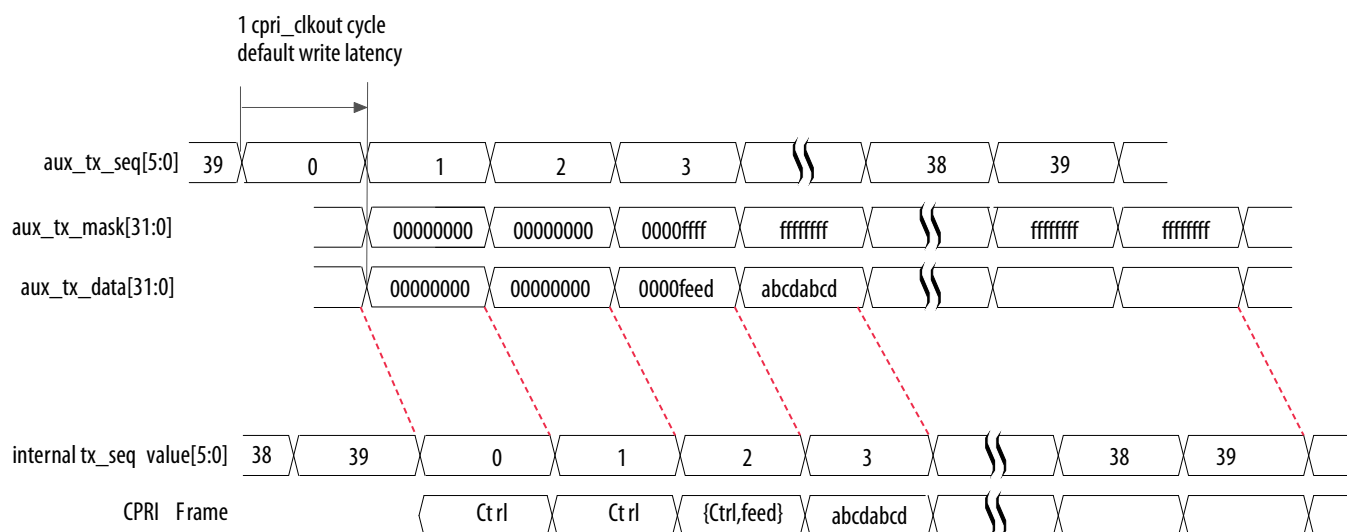 1 cpri_clkout cycle
default write latency
aux_tx_seq[5:0] 39 0 1 2 3 38 39
aux_tx_mask[31:0] 00000000 00000000 0000ffff ffffffff ffffffff ffffffff
aux_tx_data[31:0] 00000000 00000000 0000feed abcdabcd
internal tx_seq value[5:0] 38 39 0 1 2 3 38 39
CPRI Frame Ct rl Ct rl {Ctrl,feed} abcdabcd